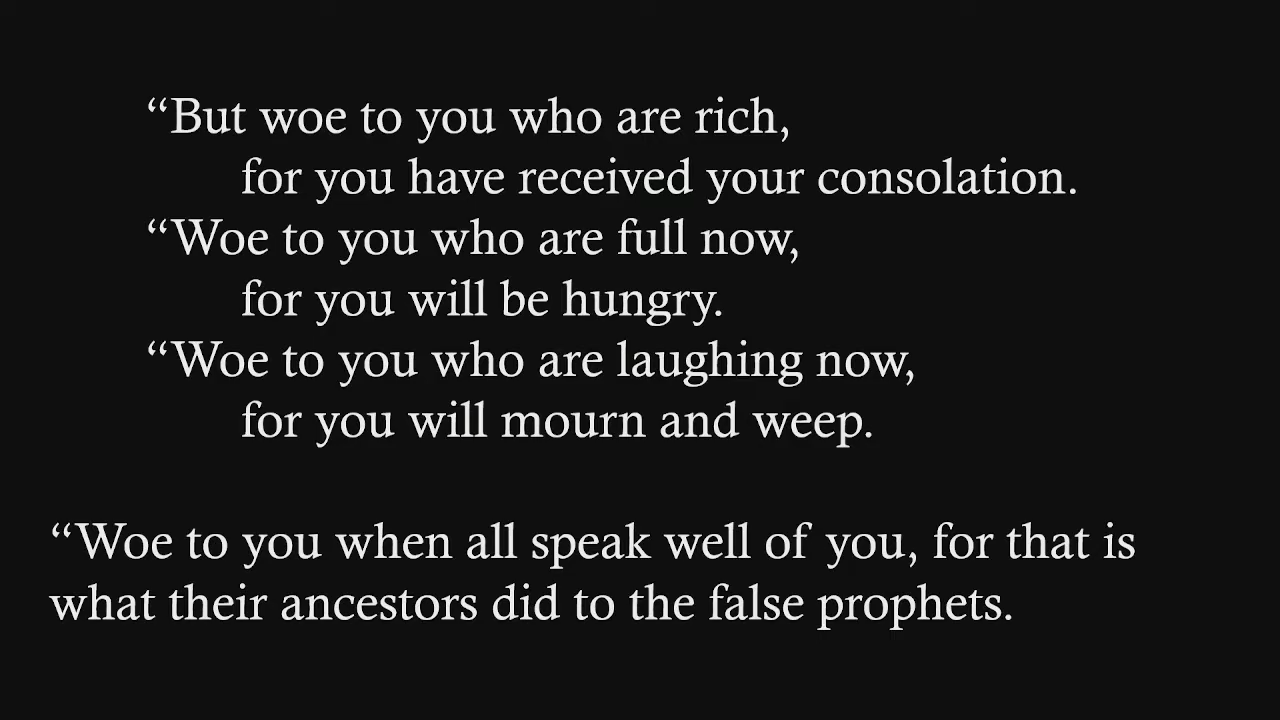 “But woe to you who are rich,
for you have received your consolation.
“Woe to you who are full now,
for you will be hungry.
“Woe to you who are laughing now,
for you will mourn and weep.
“Woe to you when all speak well of you, for that is
what their ancestors did to the false prophets.